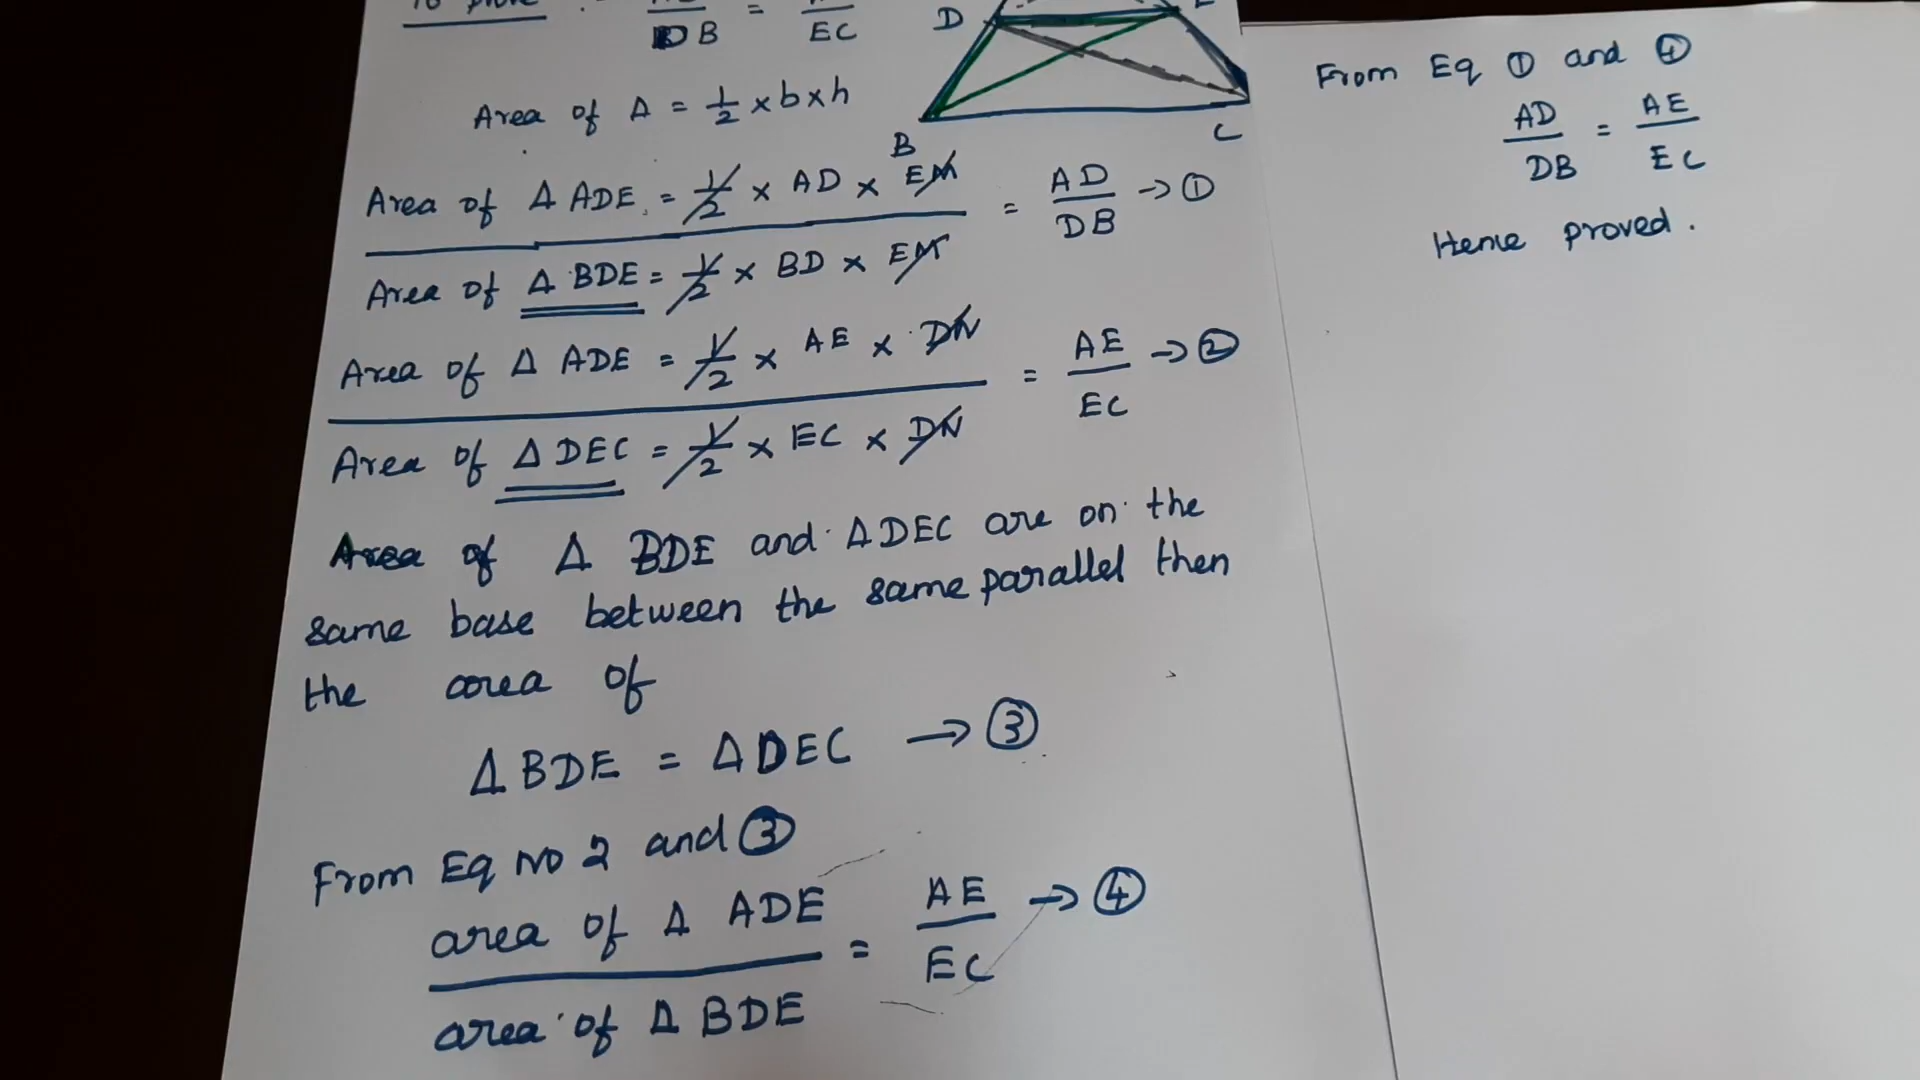 To prove :- DB = EC
D
Area of Δ = 1/2 × b × h
B
C
Area of Δ ADE = 1/2 × AD × EM = AD → ①
Area of Δ BDE = 1/2 × BD × EM DB
Area of Δ ADE = 1/2 × AE × DN = AE → ②
Area of Δ DEC = 1/2 × EC × DN EC
Area of Δ BDE and ΔDEC are on the
same base between the same parallel then
the area of
Δ BDE = Δ DEC → ③
From Eq No 2 and ③
area of Δ ADE = AE → ④
area of Δ BDE EC
From Eq ① and ④
AD = AE
DB EC
Hence proved.